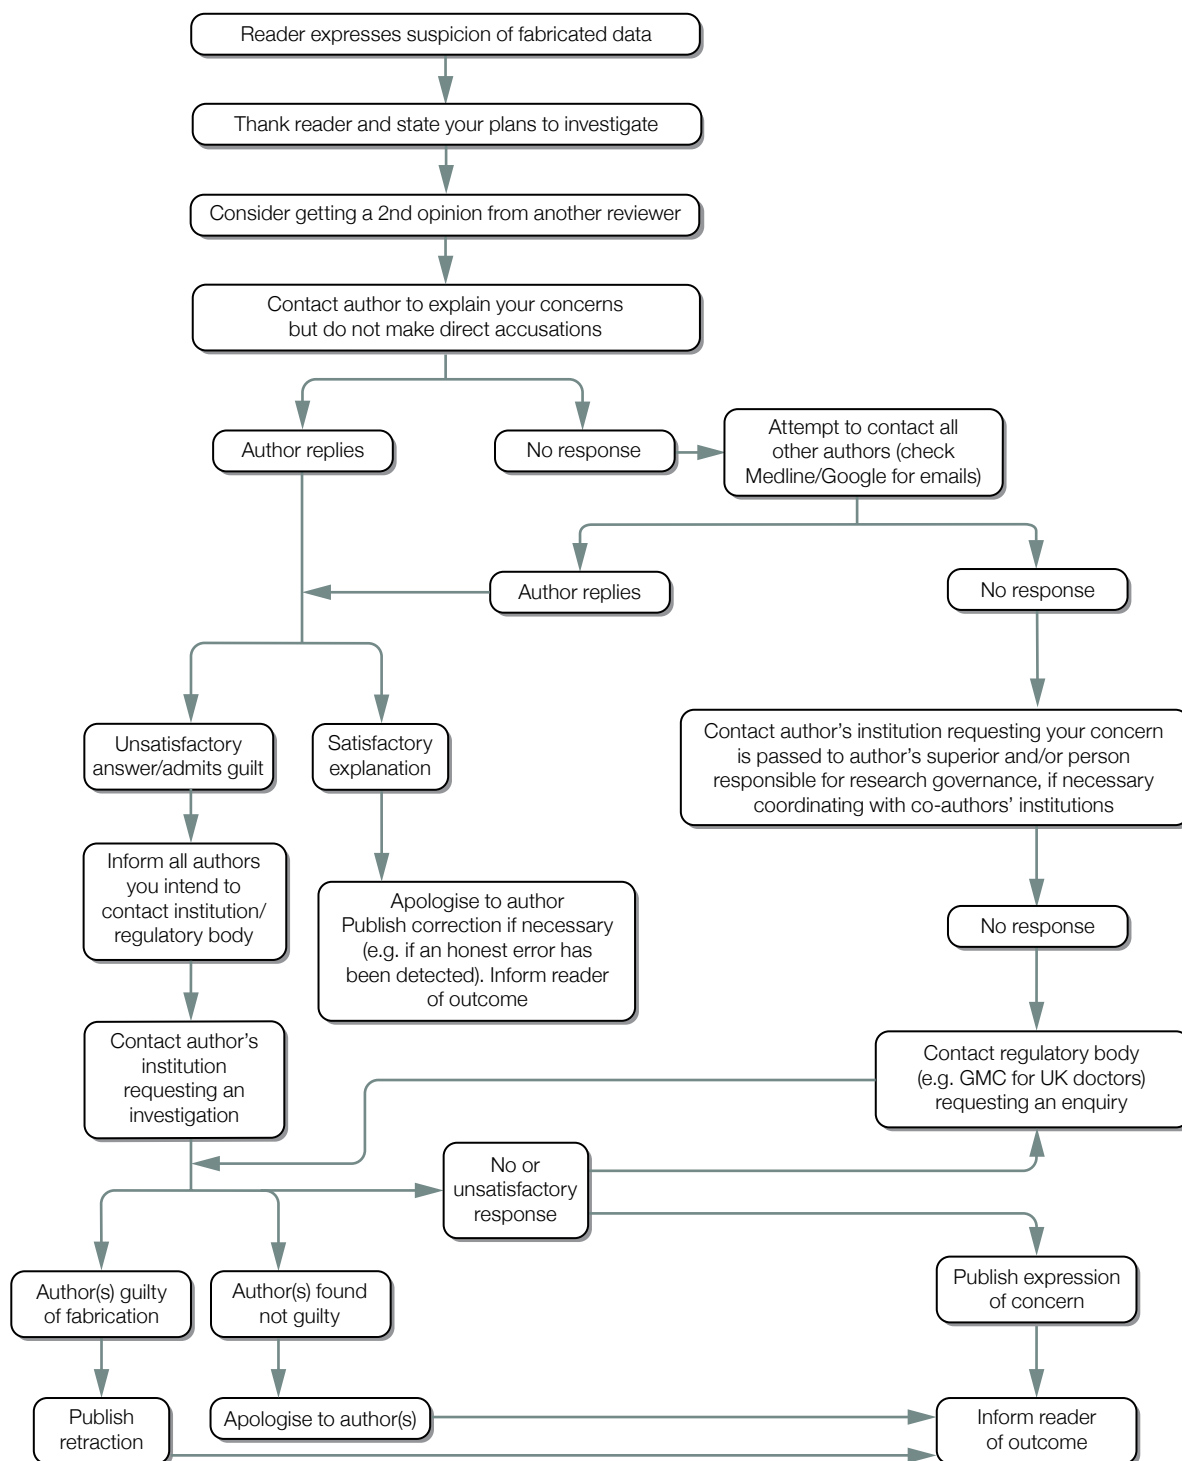 Reader expresses suspicion of fabricated data
Thank reader and state your plans to investigate
Consider getting a 2nd opinion from another reviewer
Contact author to explain your concerns
but do not make direct accusations
Author replies
No response
Attempt to contact all
other authors (check
Medline/Google for emails)
Author replies
No response
Unsatisfactory
answer/admits guilt
Satisfactory
explanation
Contact author's institution requesting your concern
is passed to author's superior and/or person
responsible for research governance, if necessary
coordinating with co-authors' institutions
Inform all authors
you intend to
contact institution/
regulatory body
Apologise to author
Publish correction if necessary
(e.g. if an honest error has
been detected). Inform reader
of outcome
No response
Contact author's
institution
requesting an
investigation
Contact regulatory body
(e.g. GMC for UK doctors)
requesting an enquiry
No or
unsatisfactory
response
Author(s) guilty
of fabrication
Author(s) found
not guilty
Publish expression
of concern
Publish
retraction
Apologise to author(s)
Inform reader
of outcome